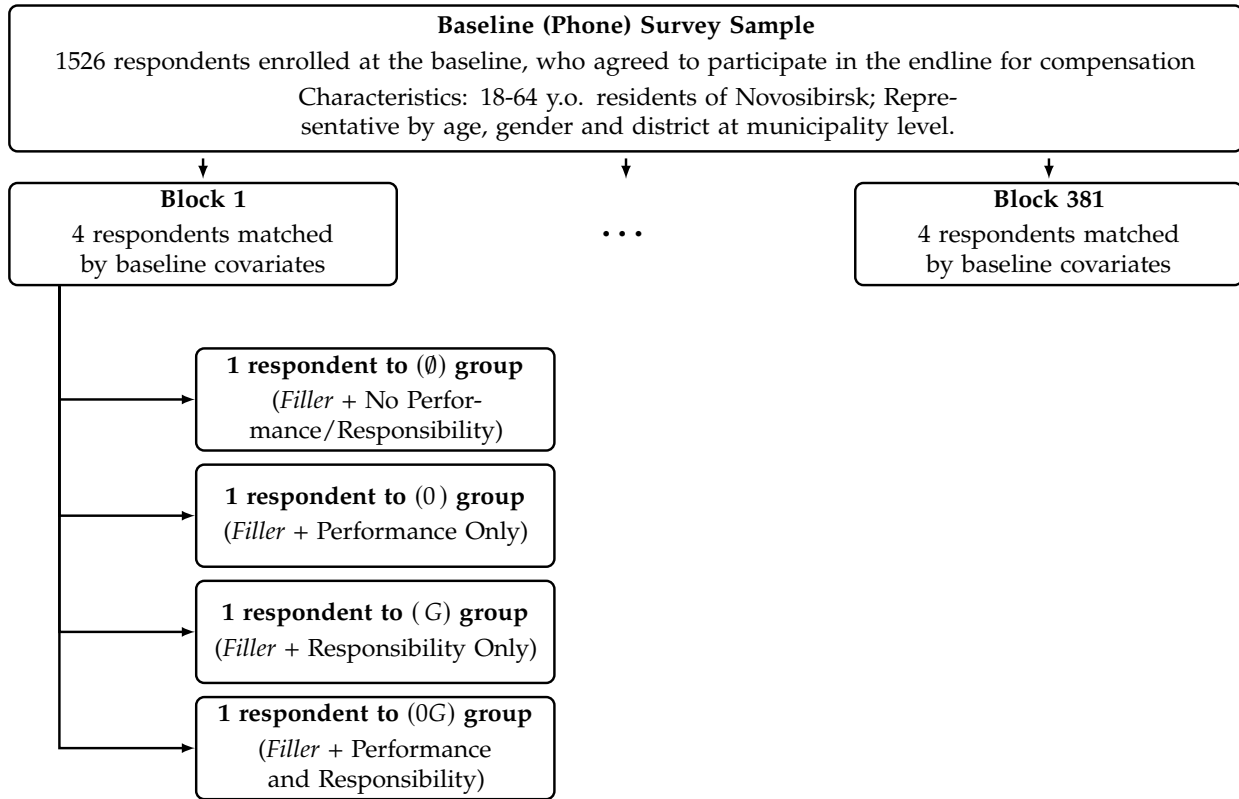 Baseline (Phone) Survey Sample
1526 respondents enrolled at the baseline, who agreed to participate in the endline for compensation
Characteristics: 18-64 y.o. residents of Novosibirsk; Repre-
sentative by age, gender and district at municipality level.
Block 1
4 respondents matched
by baseline covariates
...
Block 381
4 respondents matched
by baseline covariates
1 respondent to (∅) group
(Filler + No Perfor-
mance/Responsibility)
1 respondent to (0 ) group
(Filler + Performance Only)
1 respondent to ( G) group
(Filler + Responsibility Only)
1 respondent to (0G) group
(Filler + Performance
and Responsibility)